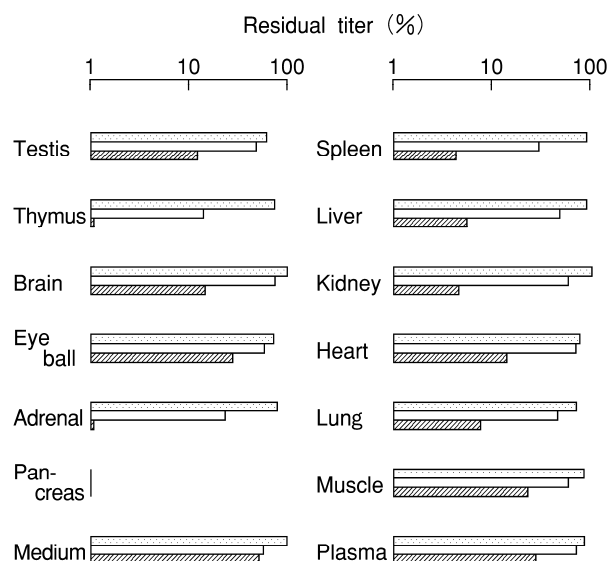 Residual titer (%)
1 10 100 1 10 100
Testis
Thymus
Brain
Eye
ball
Adrenal
Pan-
creas
Medium
Spleen
Liver
Kidney
Heart
Lung
Muscle
Plasma